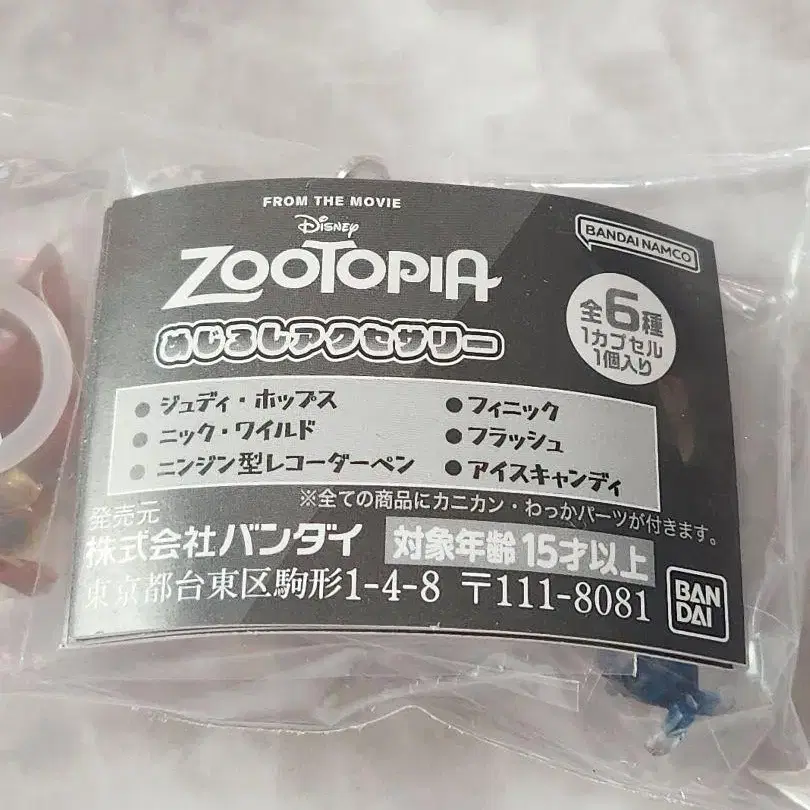 FROM THE MOVIE
Disney
ZOOTOPIA
BANDAI NAMCO
めじるしアクセサリー
全6種
1カプセル
1個入り
● ジュディ・ホップス
● ニック・ワイルド
● ニンジン型レコーダーペン
● フィニック
● フラッシュ
● アイスキャンディ
※全ての商品にカニカン・わっかパーツが付きます。
発売元
株式会社バンダイ
対象年齢 15才以上
東京都台東区駒形1-4-8 〒111-8081
BAN
DAI